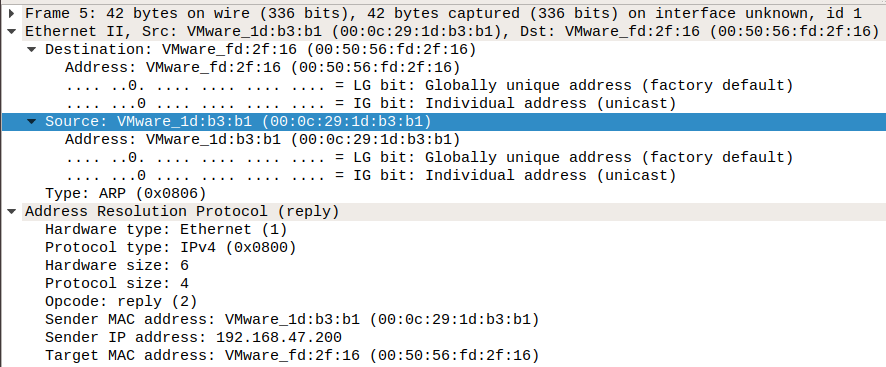 Frame 5: 42 bytes on wire (336 bits), 42 bytes captured (336 bits) on interface unknown, id 1
Ethernet II, Src: VMware_1d:b3:b1 (00:0c:29:1d:b3:b1), Dst: VMware_fd:2f:16 (00:50:56:fd:2f:16)
Destination: VMware_fd:2f:16 (00:50:56:fd:2f:16)
Address: VMware_fd:2f:16 (00:50:56:fd:2f:16)
.... ..0. .... .... .... .... = LG bit: Globally unique address (factory default)
.... ...0 .... .... .... .... = IG bit: Individual address (unicast)
Source: VMware_1d:b3:b1 (00:0c:29:1d:b3:b1)
Address: VMware_1d:b3:b1 (00:0c:29:1d:b3:b1)
.... ..0. .... .... .... .... = LG bit: Globally unique address (factory default)
.... ...0 .... .... .... .... = IG bit: Individual address (unicast)
Type: ARP (0x0806)
Address Resolution Protocol (reply)
Hardware type: Ethernet (1)
Protocol type: IPv4 (0x0800)
Hardware size: 6
Protocol size: 4
Opcode: reply (2)
Sender MAC address: VMware_1d:b3:b1 (00:0c:29:1d:b3:b1)
Sender IP address: 192.168.47.200
Target MAC address: VMware_fd:2f:16 (00:50:56:fd:2f:16)